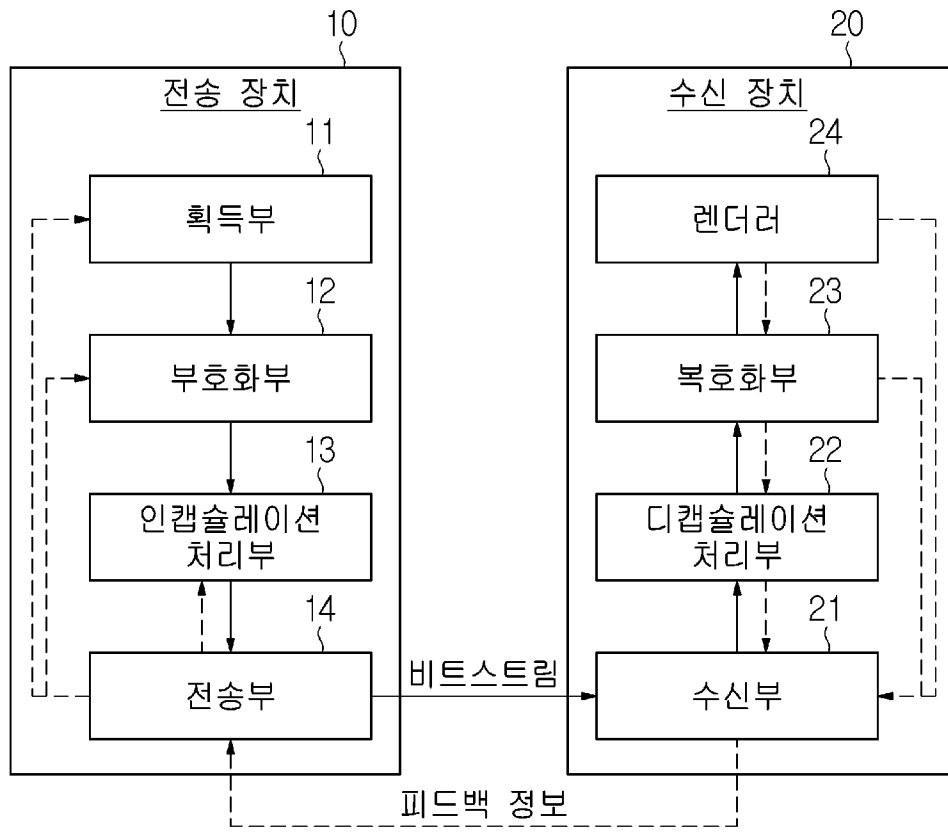 10
전송 장치
11
획득부
12
부호화부
13
인캡슐레이션
처리부
14
전송부
비트스트림
피드백 정보
20
수신 장치
24
렌더러
23
복호화부
22
디캡슐레이션
처리부
21
수신부